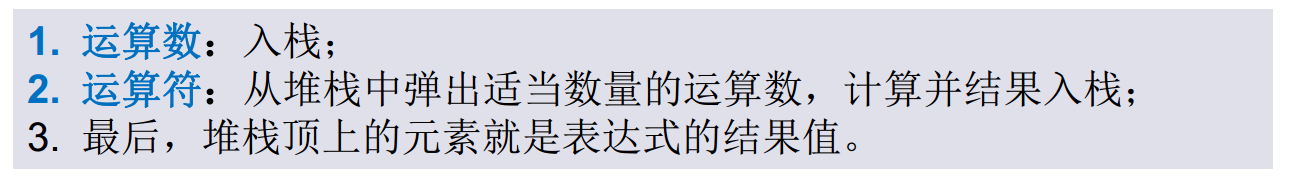 1. 运算数：入栈；
2. 运算符：从堆栈中弹出适当数量的运算数，计算并结果入栈；
3. 最后，堆栈顶上的元素就是表达式的结果值。